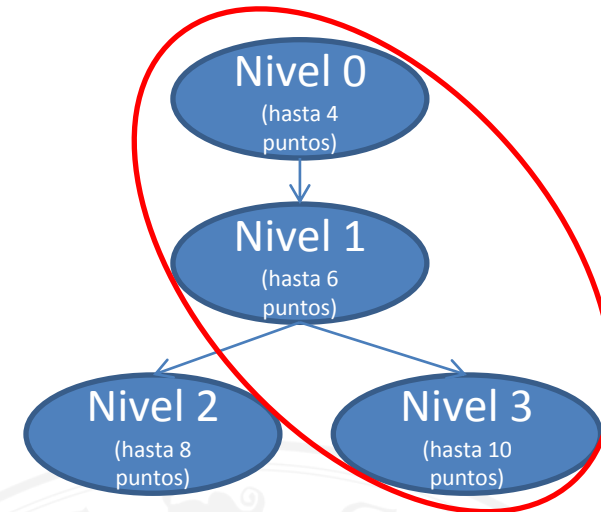 Nivel 0
(hasta 4
puntos)
Nivel 1
(hasta 6
puntos)
Nivel 2
(hasta 8
puntos)
Nivel 3
(hasta 10
puntos)